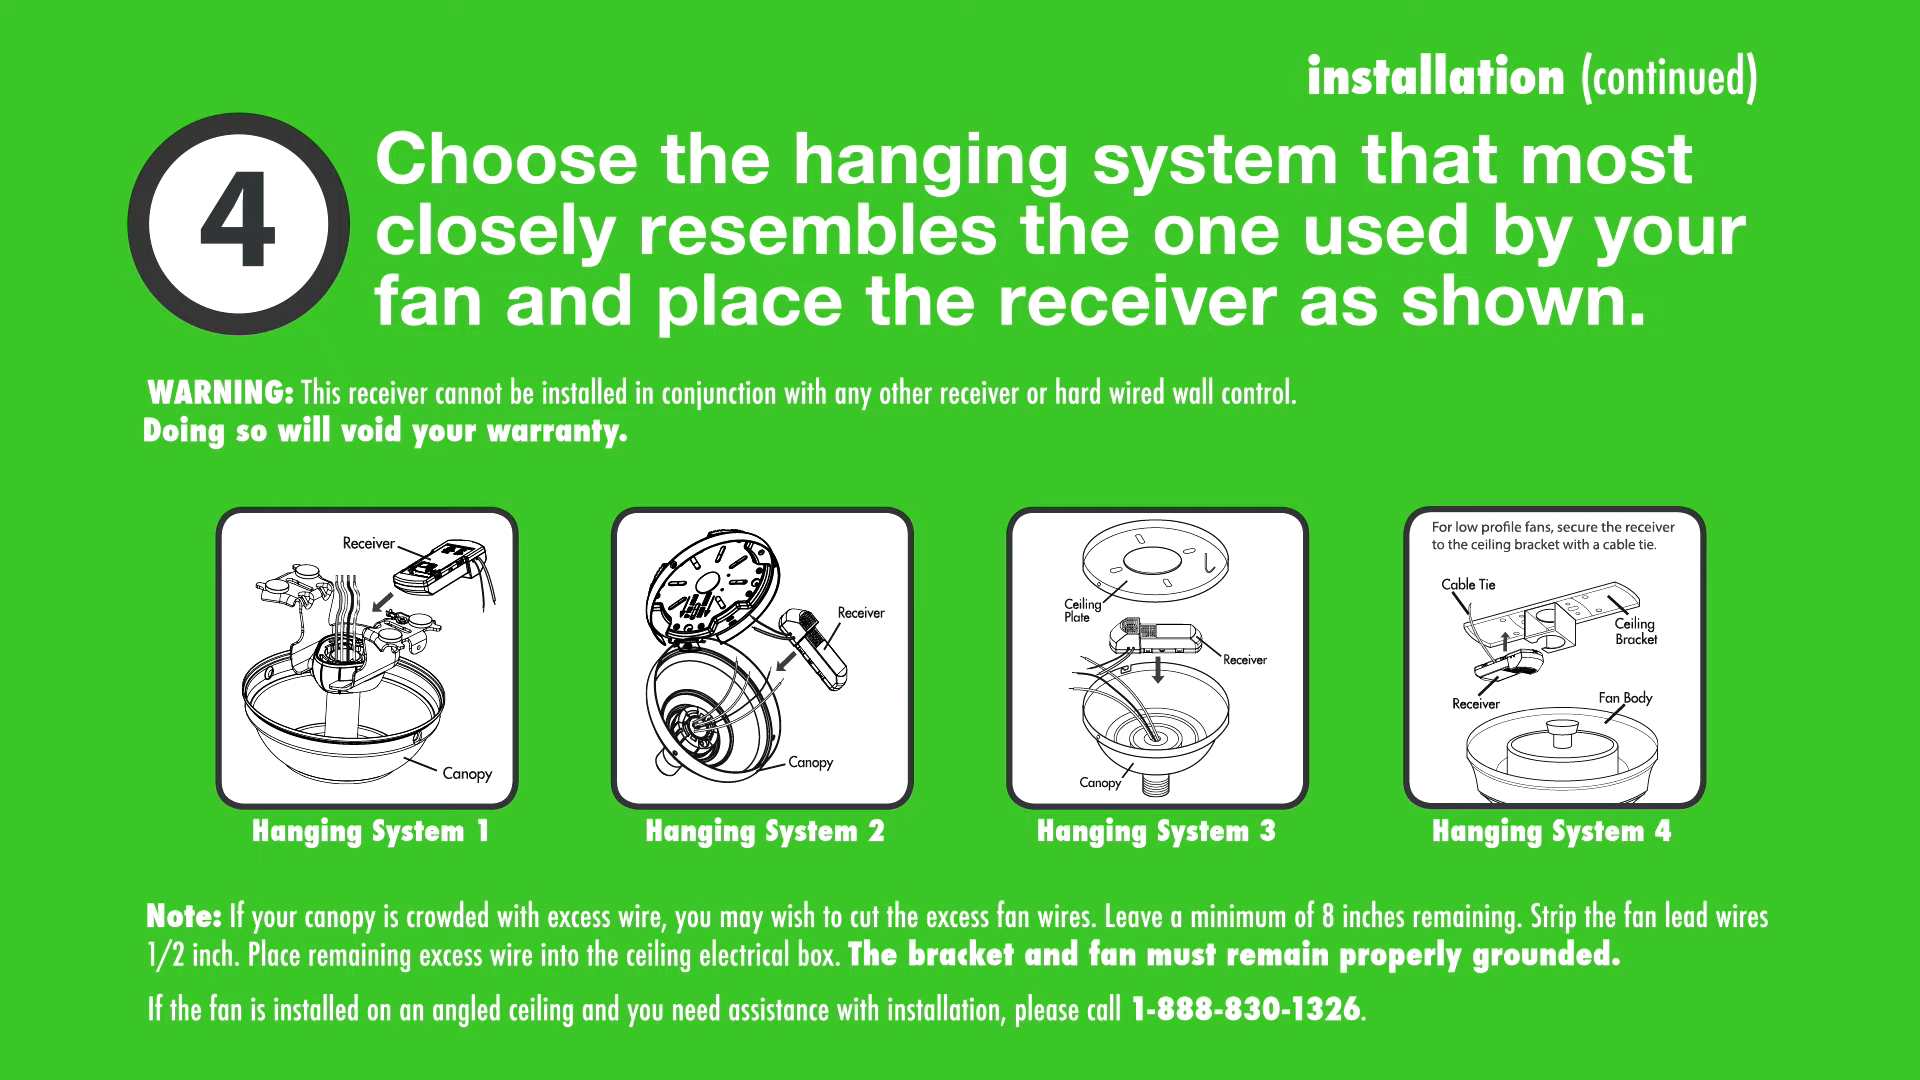 installation (continued)
4
Choose the hanging system that most
closely resembles the one used by your
fan and place the receiver as shown.
WARNING: This receiver cannot be installed in conjunction with any other receiver or hard wired wall control.
Doing so will void your warranty.
Receiver
Canopy
Hanging System 1
Receiver
Canopy
Hanging System 2
Ceiling
Plate
Receiver
Canopy
Hanging System 3
For low profile fans, secure the receiver
to the ceiling bracket with a cable tie.
Cable Tie
Ceiling
Bracket
Receiver
Fan Body
Hanging System 4
Note: If your canopy is crowded with excess wire, you may wish to cut the excess fan wires. Leave a minimum of 8 inches remaining. Strip the fan lead wires
1/2 inch. Place remaining excess wire into the ceiling electrical box. The bracket and fan must remain properly grounded.
If the fan is installed on an angled ceiling and you need assistance with installation, please call 1-888-830-1326.